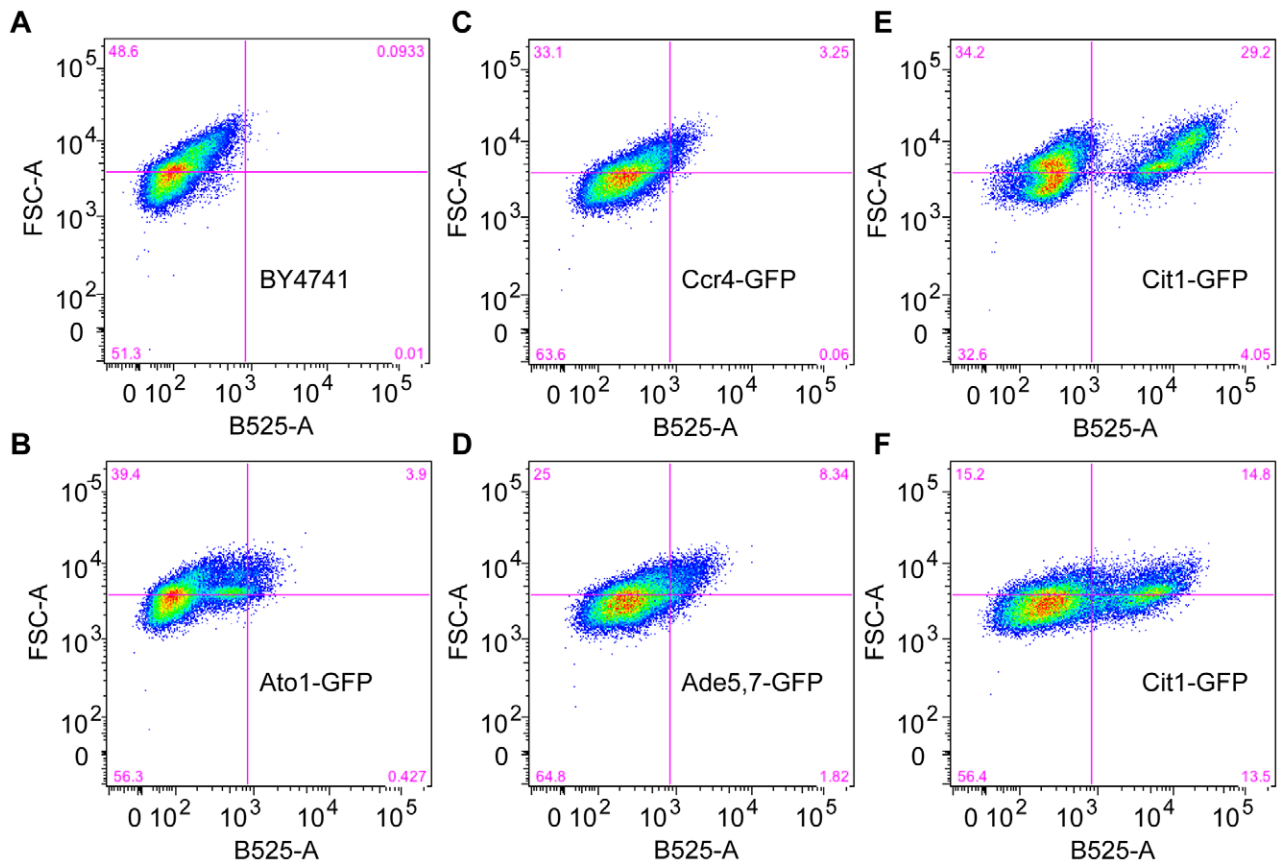 A
48.6 0.0933
10^5
10^4
10^3
10^2
0
FSC-A
BY4741
51.3 0.01
0 10^2 10^3 10^4 10^5
B525-A
C
33.1 3.25
10^5
10^4
10^3
10^2
0
FSC-A
Ccr4-GFP
63.6 0.06
0 10^2 10^3 10^4 10^5
B525-A
E
34.2 29.2
10^5
10^4
10^3
10^2
0
FSC-A
Cit1-GFP
32.6 4.05
0 10^2 10^3 10^4 10^5
B525-A
B
39.4 3.9
10^5
10^4
10^3
10^2
0
FSC-A
Ato1-GFP
56.3 0.427
0 10^2 10^3 10^4 10^5
B525-A
D
25 8.34
10^5
10^4
10^3
10^2
0
FSC-A
Ade5,7-GFP
64.8 1.82
0 10^2 10^3 10^4 10^5
B525-A
F
15.2 14.8
10^5
10^4
10^3
10^2
0
FSC-A
Cit1-GFP
56.4 13.5
0 10^2 10^3 10^4 10^5
B525-A